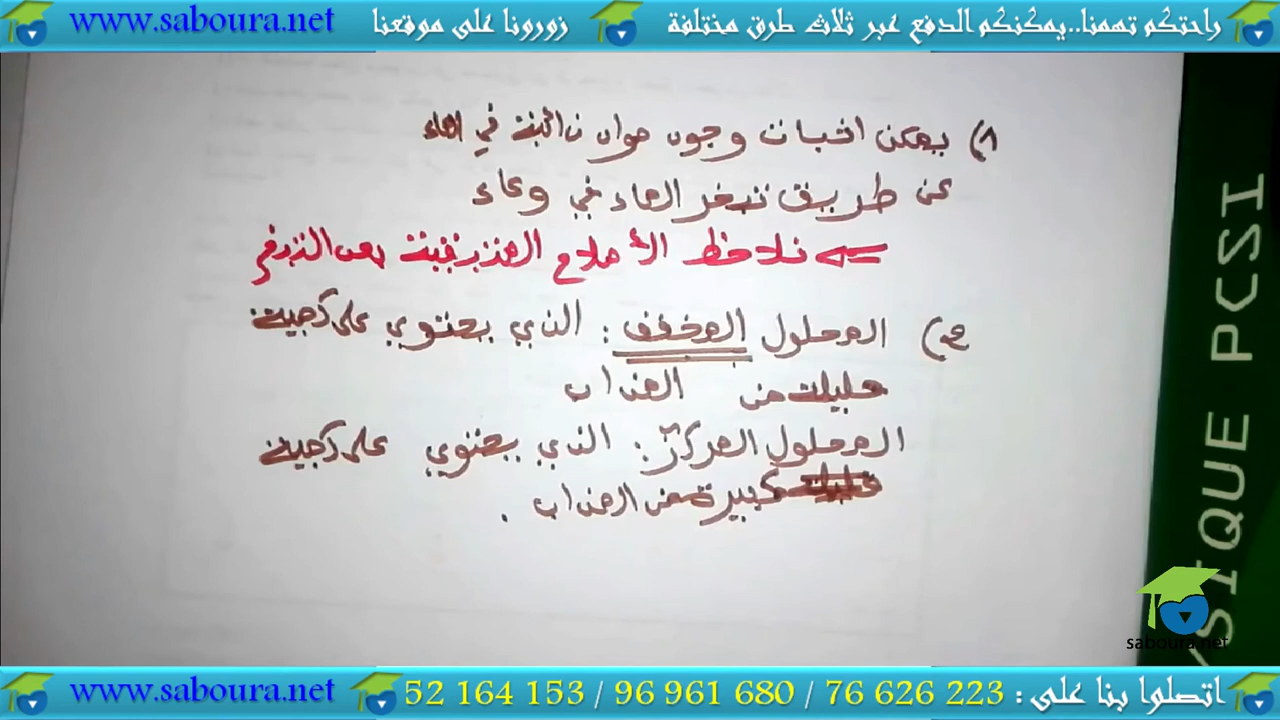 www.saboura.net زورونا على موقعنا راحتكم تهمنا..يمكنكم الدفع عبر ثلاث طرق مختلفة
1) يمكن اثبات وجود مواد ذائبة في الماء
عن طريق تبخر الماء في وعاء
⇐ نلاحظ الأملاح المنزيفينة بعد التبخر
2) المحلول المخفف : الذي يحتوي على كمية
قليلة من المذاب
المحلول المركز : الذي يحتوي على كمية
كبيرة من المذاب .
PHYSIQUE PCSI
saboura.net
www.saboura.net اتصلوا بنا على : 52 164 153 / 96 961 680 / 76 626 223